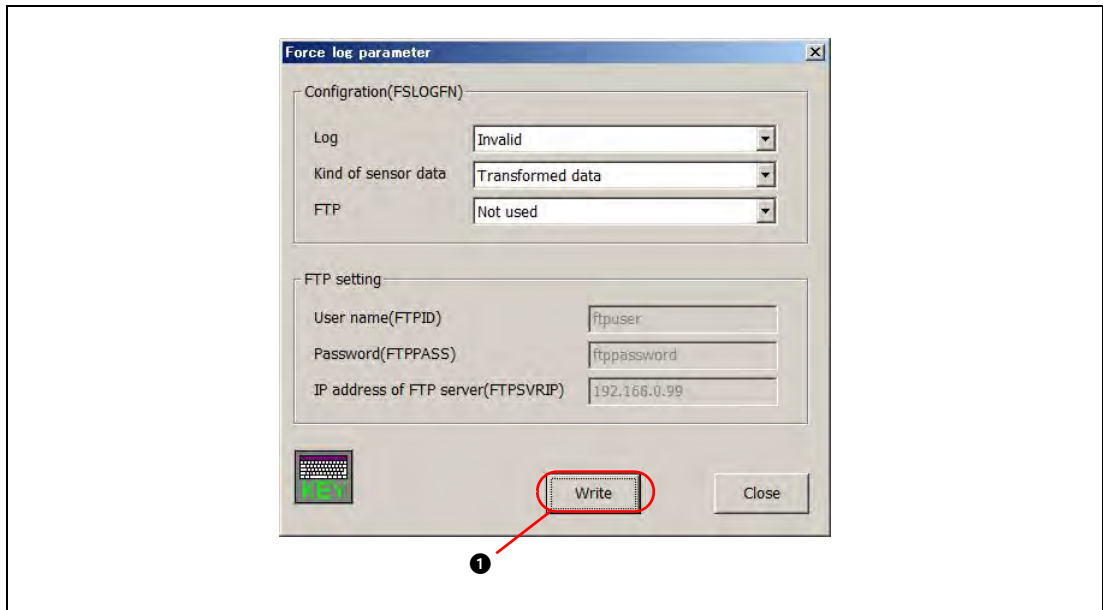 Force log parameter
Configration(FSLOGFN)
Log Invalid
Kind of sensor data Transformed data
FTP Not used
FTP setting
User name(FTPID) ftpuser
Password(FTPPASS) ftppassword
IP address of FTP server(FTPSVRIP) 192.168.0.99
KEY Write Close
1